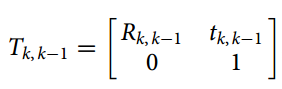 T_{k,k−1} = [ R_{k,k−1} t_{k,k−1}
0 1 ]